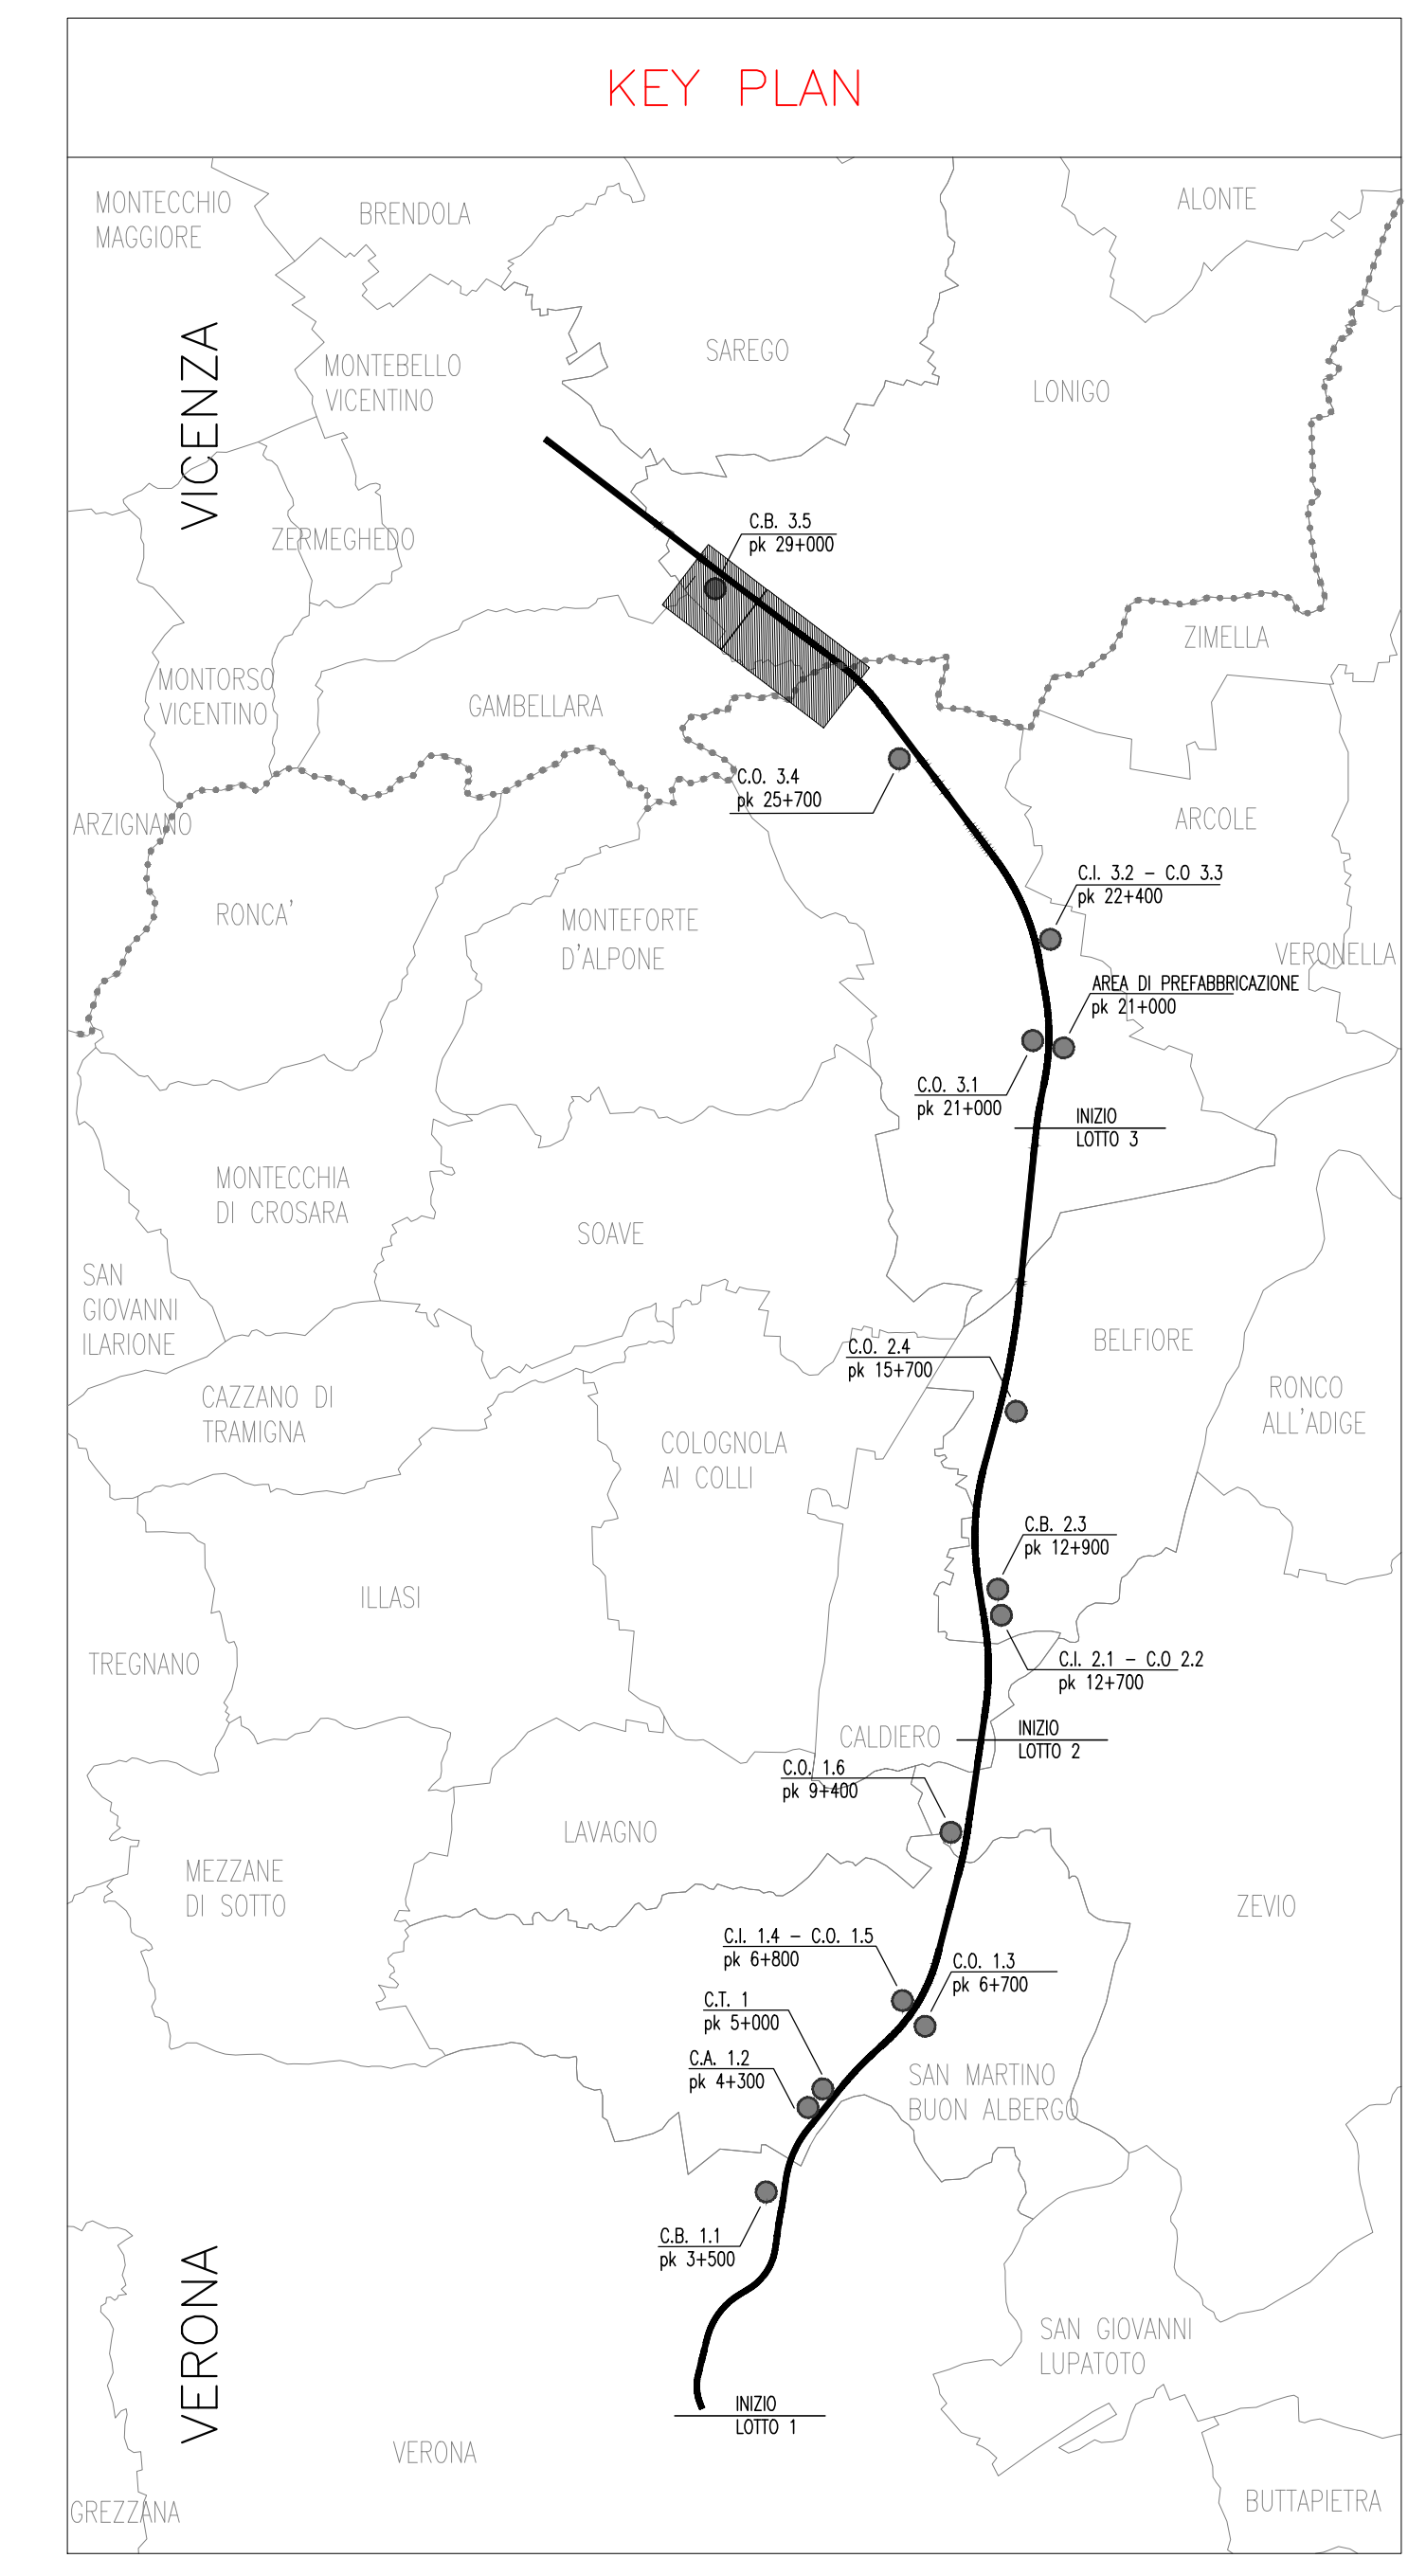 KEY PLAN
MONTECCHIO
MAGGIORE
BRENDOLA
ALONTE
VICENZA
SAREGO
MONTEBELLO
VICENTINO
LONIGO
C.B. 3.5
pk 29+000
ZERMEGHEDO
ZIMELLA
MONTORSO
VICENTINO
GAMBELLARA
C.O. 3.4
pk 25+700
ARZIGNANO
ARCOLE
C.I. 3.2 – C.O 3.3
pk 22+400
RONCA'
MONTEFORTE
D'ALPONE
VERONELLA
AREA DI PREFABBRICAZIONE
pk 21+000
C.O. 3.1
pk 21+000
INIZIO
LOTTO 3
MONTECCHIA
DI CROSARA
SOAVE
SAN
GIOVANNI
ILARIONE
C.O. 2.4
pk 15+700
BELFIORE
CAZZANO DI
TRAMIGNA
RONCO
ALL'ADIGE
COLOGNOLA
AI COLLI
C.B. 2.3
pk 12+900
ILLASI
TREGNANO
C.I. 2.1 – C.O 2.2
pk 12+700
CALDIERO
INIZIO
LOTTO 2
C.O. 1.6
pk 9+400
LAVAGNO
MEZZANE
DI SOTTO
ZEVIO
C.I. 1.4 – C.O. 1.5
pk 6+800
C.O. 1.3
pk 6+700
C.T. 1
pk 5+000
C.A. 1.2
pk 4+300
SAN MARTINO
BUON ALBERGO
C.B. 1.1
pk 3+500
VERONA
SAN GIOVANNI
LUPATOTO
INIZIO
LOTTO 1
VERONA
GREZZANA
BUTTAPIETRA